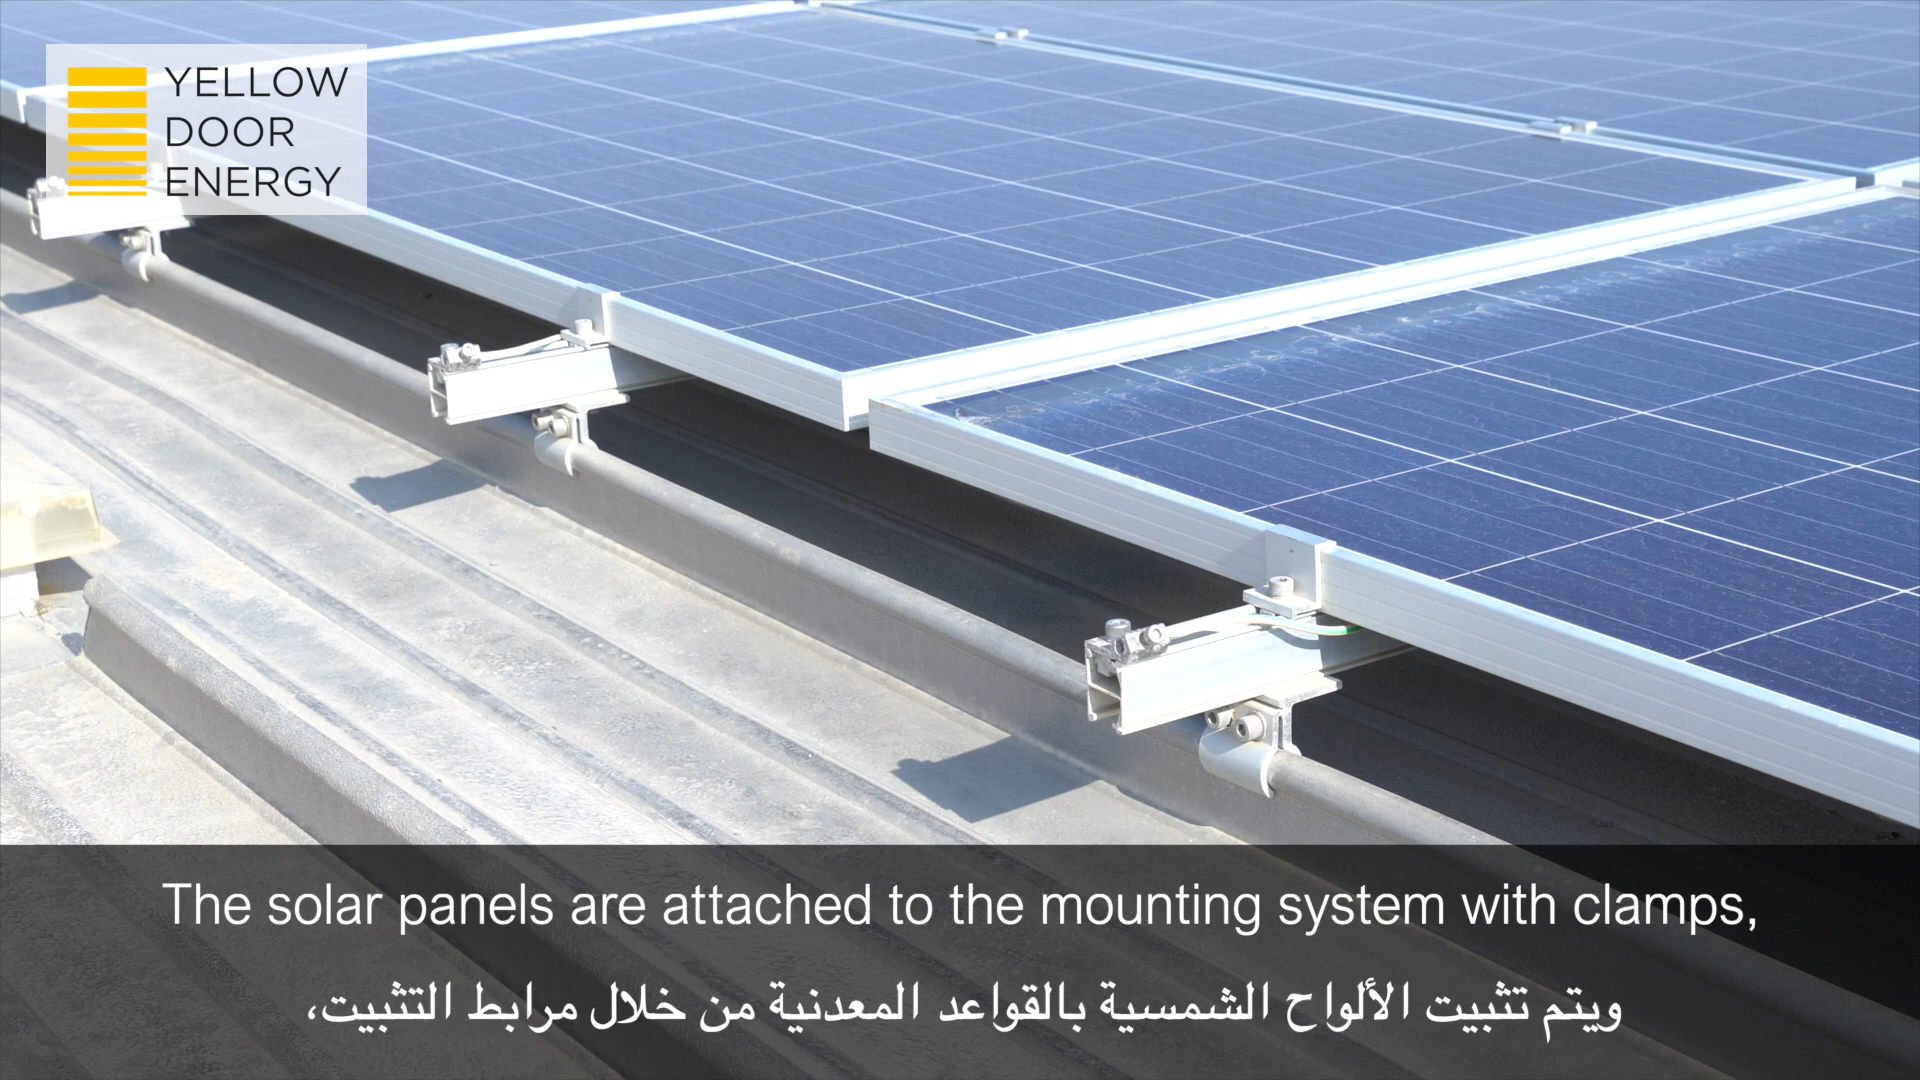 YELLOW
DOOR
ENERGY
The solar panels are attached to the mounting system with clamps,
ويتم تثبيت الألواح الشمسية بالقواعد المعدنية من خلال مرابط التثبيت،